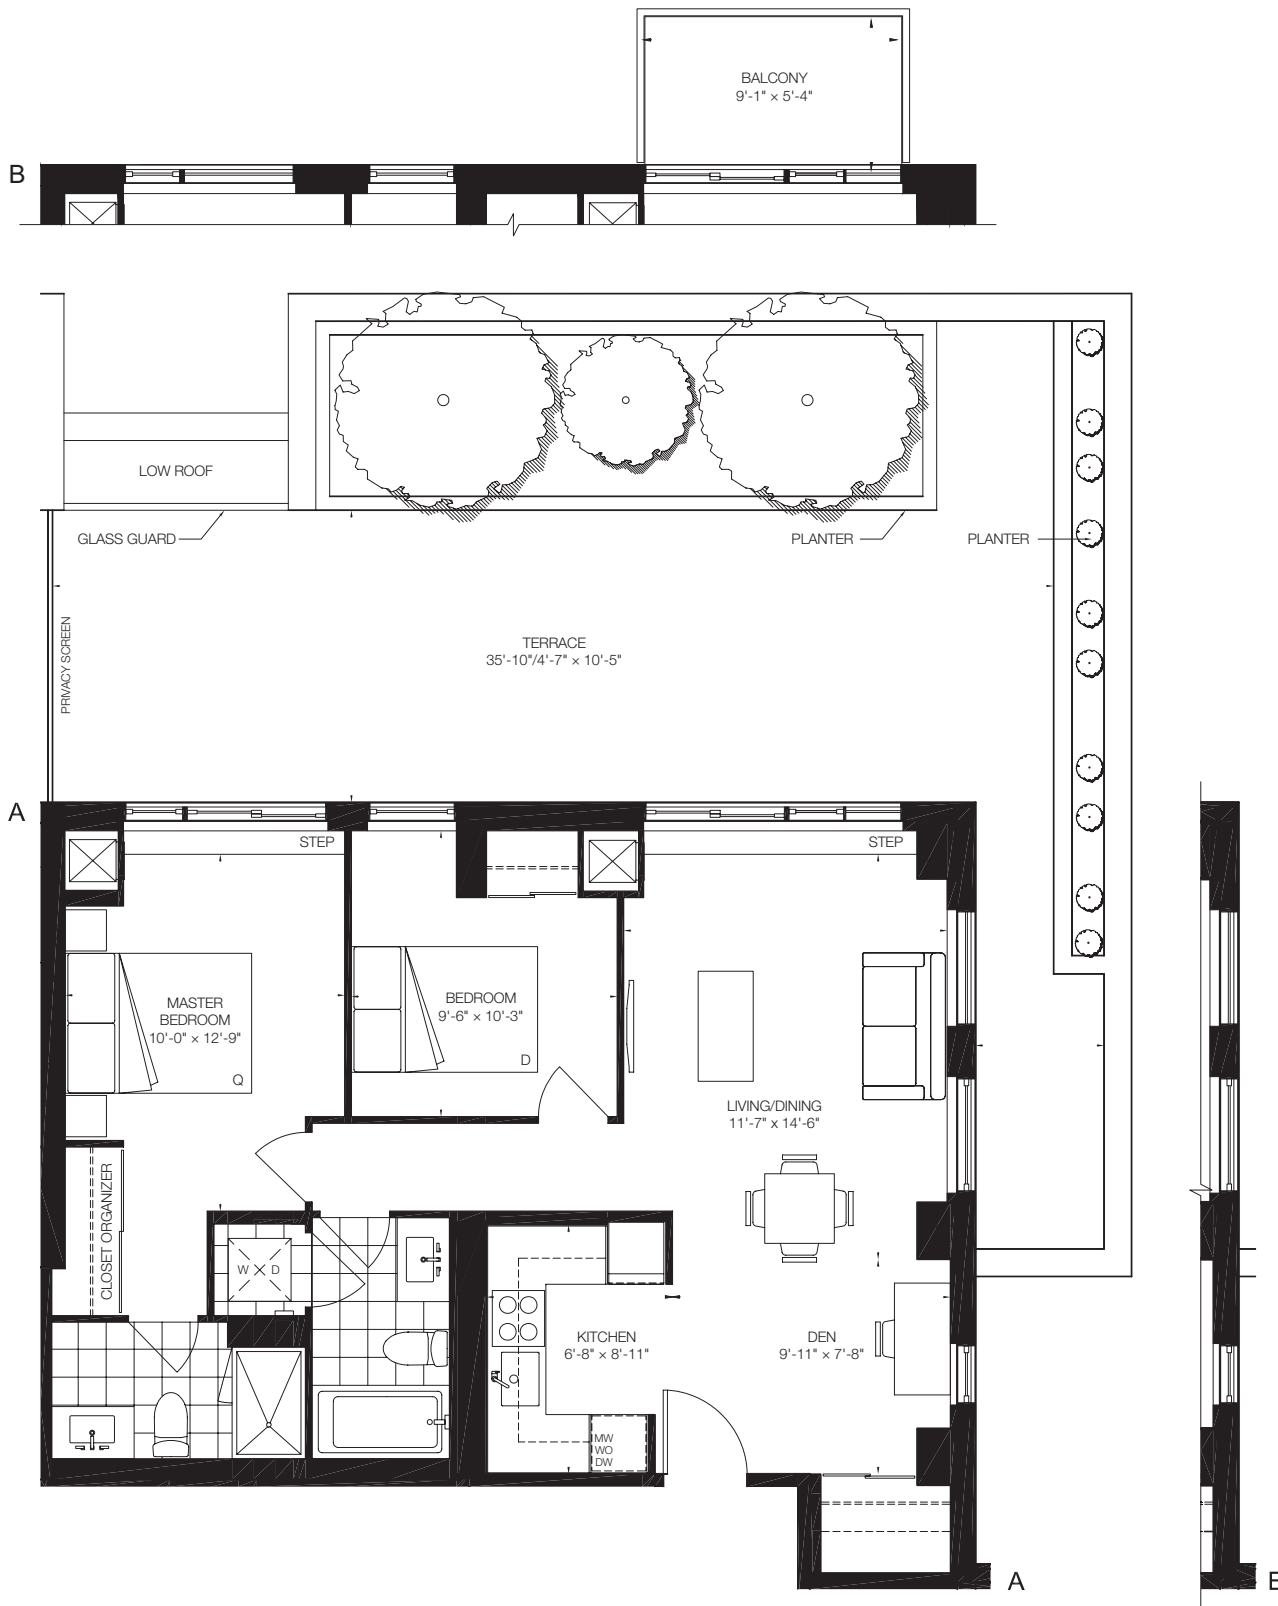 BALCONY
9'-1" × 5'-4"
B
LOW ROOF
GLASS GUARD
PLANTER
PLANTER
PRIVACY SCREEN
TERRACE
35'-10"/4'-7" × 10'-5"
A
STEP
STEP
MASTER
BEDROOM
10'-0" × 12'-9"
Q
BEDROOM
9'-6" × 10'-3"
D
LIVING/DINING
11'-7" x 14'-6"
CLOSET ORGANIZER
W D
KITCHEN
6'-8" × 8'-11"
DEN
9'-11" × 7'-8"
MW
WO
DW
A